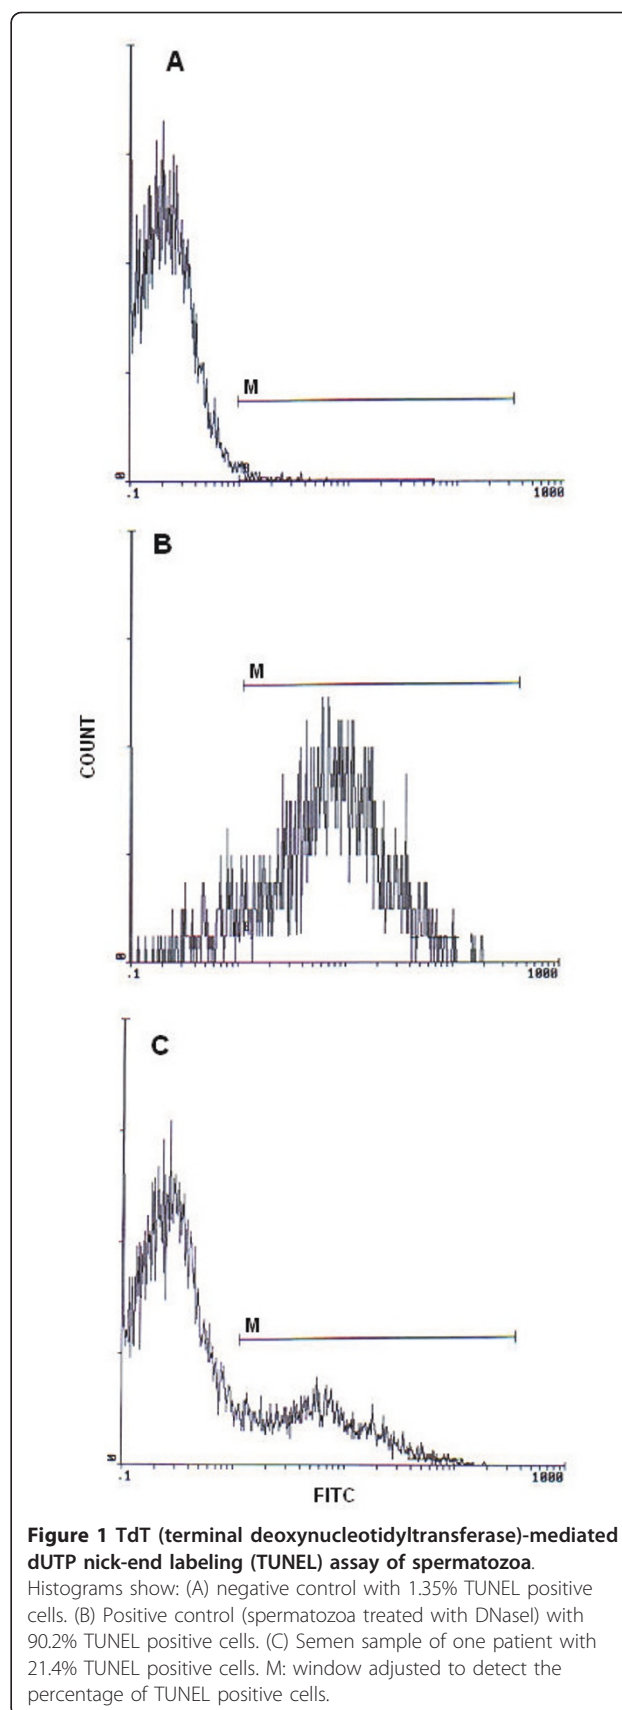 A
M
0
.1 1000
B
M
COUNT
0
.1 1000
C
M
0
.1 1000
FITC
Figure 1 TdT (terminal deoxynucleotidyltransferase)-mediated
dUTP nick-end labeling (TUNEL) assay of spermatozoa.
Histograms show: (A) negative control with 1.35% TUNEL positive
cells. (B) Positive control (spermatozoa treated with DNaseI) with
90.2% TUNEL positive cells. (C) Semen sample of one patient with
21.4% TUNEL positive cells. M: window adjusted to detect the
percentage of TUNEL positive cells.